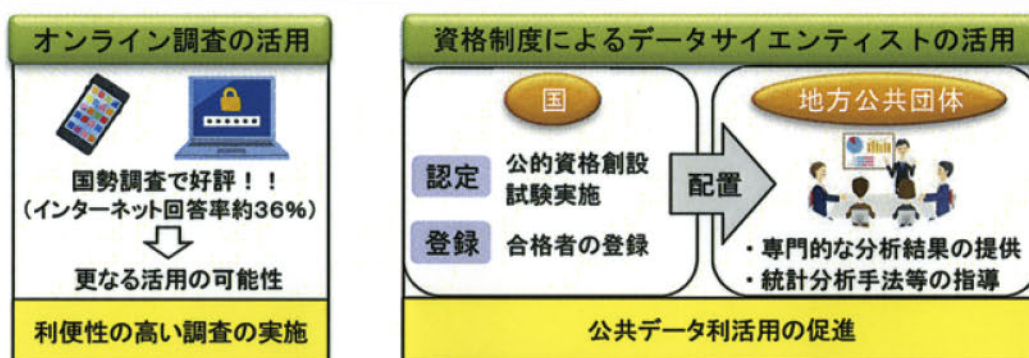 オンライン調査の活用
国勢調査で好評！！
（インターネット回答率約36％）
更なる活用の可能性
利便性の高い調査の実施
資格制度によるデータサイエンティストの活用
国
認定
公的資格創設
試験実施
登録
合格者の登録
配置
地方公共団体
・専門的な分析結果の提供
・統計分析手法等の指導
公共データ利活用の促進